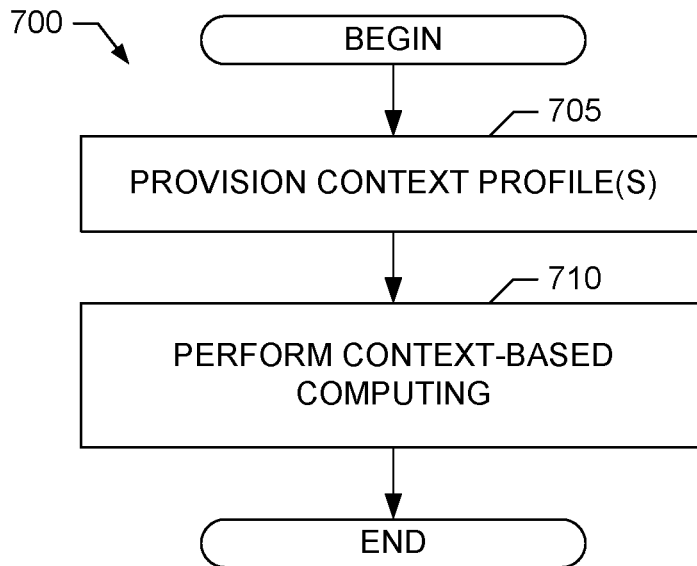 700
BEGIN
705
PROVISION CONTEXT PROFILE(S)
710
PERFORM CONTEXT-BASED
COMPUTING
END